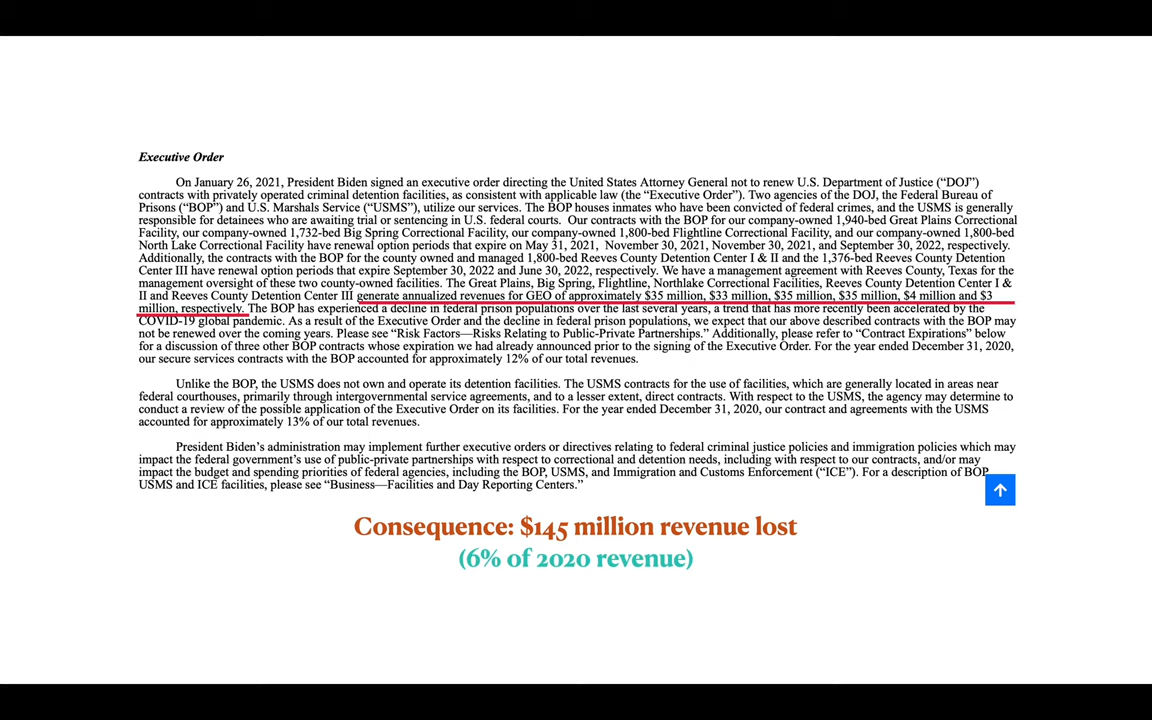 Executive Order
On January 26, 2021, President Biden signed an executive order directing the United States Attorney General not to renew U.S. Department of Justice (“DOJ”)
contracts with privately operated criminal detention facilities, as consistent with applicable law (the “Executive Order”). Two agencies of the DOJ, the Federal Bureau of
Prisons (“BOP”) and U.S. Marshals Service (“USMS”), utilize our services. The BOP houses inmates who have been convicted of federal crimes, and the USMS is generally
responsible for detainees who are awaiting trial or sentencing in U.S. federal courts. Our contracts with the BOP for our company-owned 1,940-bed Great Plains Correctional
Facility, our company-owned 1,732-bed Big Spring Correctional Facility, our company-owned 1,800-bed Flightline Correctional Facility, and our company-owned 1,800-bed
North Lake Correctional Facility have renewal option periods that expire on May 31, 2021, November 30, 2021, November 30, 2021, and September 30, 2022, respectively.
Additionally, the contracts with the BOP for the county owned and managed 1,800-bed Reeves County Detention Center I & II and the 1,376-bed Reeves County Detention
Center III have renewal option periods that expire September 30, 2022 and June 30, 2022, respectively. We have a management agreement with Reeves County, Texas for the
management oversight of these two county-owned facilities. The Great Plains, Big Spring, Flightline, Northlake Correctional Facilities, Reeves County Detention Center I &
II and Reeves County Detention Center III generate annualized revenues for GEO of approximately $35 million, $33 million, $35 million, $35 million, $4 million and $3
million, respectively. The BOP has experienced a decline in federal prison populations over the last several years, a trend that has more recently been accelerated by the
COVID-19 global pandemic. As a result of the Executive Order and the decline in federal prison populations, we expect that our above described contracts with the BOP may
not be renewed over the coming years. Please see “Risk Factors—Risks Relating to Public-Private Partnerships.” Additionally, please refer to “Contract Expirations” below
for a discussion of three other BOP contracts whose expiration we had already announced prior to the signing of the Executive Order. For the year ended December 31, 2020,
our secure services contracts with the BOP accounted for approximately 12% of our total revenues.
Unlike the BOP, the USMS does not own and operate its detention facilities. The USMS contracts for the use of facilities, which are generally located in areas near
federal courthouses, primarily through intergovernmental service agreements, and to a lesser extent, direct contracts. With respect to the USMS, the agency may determine to
conduct a review of the possible application of the Executive Order on its facilities. For the year ended December 31, 2020, our contract and agreements with the USMS
accounted for approximately 13% of our total revenues.
President Biden’s administration may implement further executive orders or directives relating to federal criminal justice policies and immigration policies which may
impact the federal government’s use of public-private partnerships with respect to correctional and detention needs, including with respect to our contracts, and/or may
impact the budget and spending priorities of federal agencies, including the BOP, USMS, and Immigration and Customs Enforcement (“ICE”). For a description of BOP
USMS and ICE facilities, please see “Business—Facilities and Day Reporting Centers.”
Consequence: $145 million revenue lost
(6% of 2020 revenue)